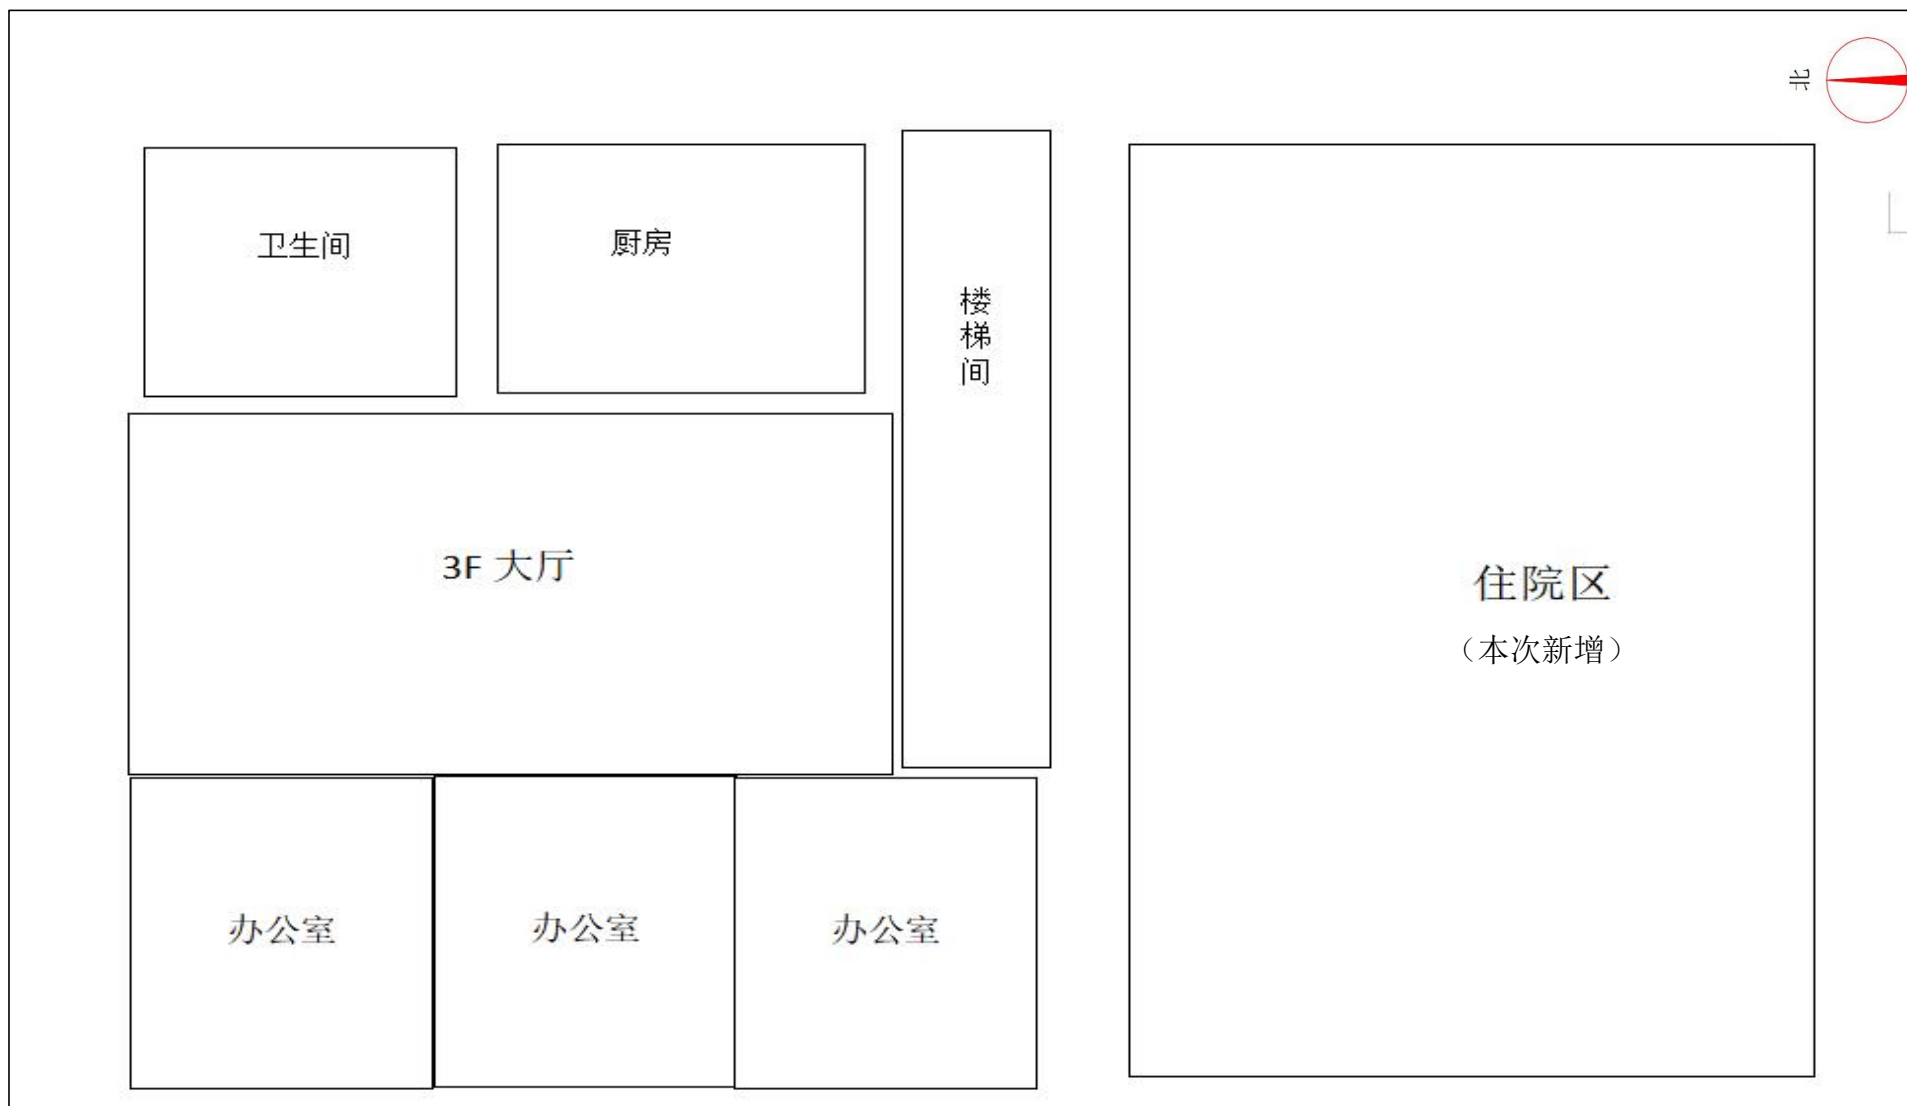 北
卫生间
厨房
楼梯间
3F 大厅
住院区
（本次新增）
办公室
办公室
办公室